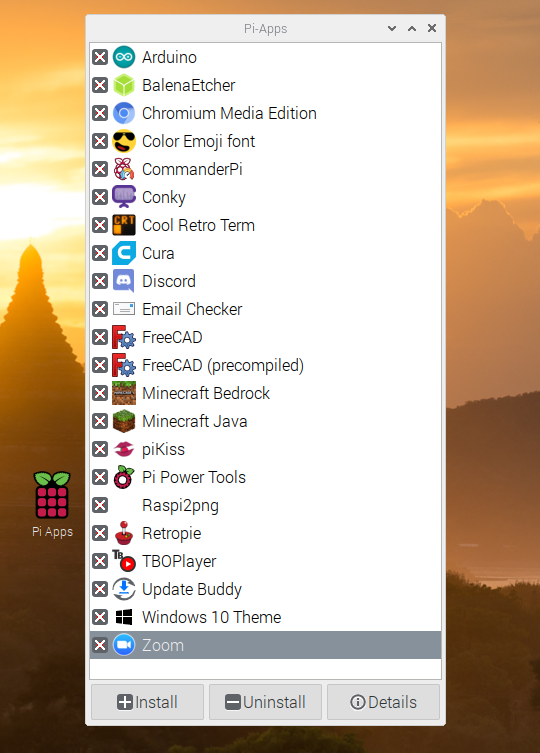 Pi-Apps
Arduino
BalenaEtcher
Chromium Media Edition
Color Emoji font
CommanderPi
Conky
CRT
Cool Retro Term
Cura
Discord
Email Checker
FreeCAD
FreeCAD (precompiled)
Minecraft Bedrock
Minecraft Java
piKiss
Pi Power Tools
Raspi2png
Retropie
TBO
TBOPlayer
Update Buddy
Windows 10 Theme
Zoom
Install
Uninstall
Details
Pi Apps